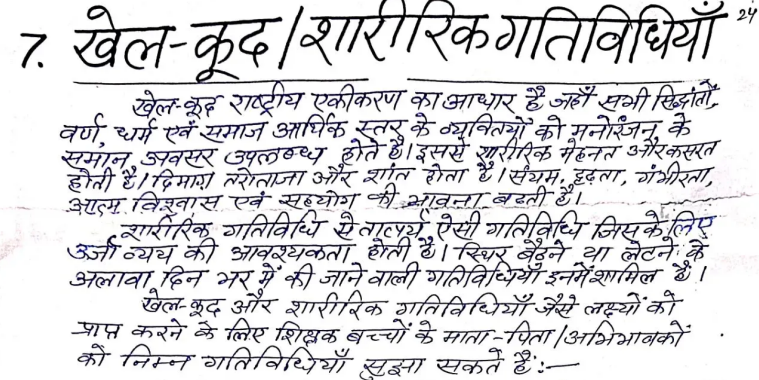 24
7. खेल-कूद/शारीरिक गतिविधियाँ
खेल-कूद राष्ट्रीय एकीकरण का आधार है जहाँ सभी सिद्धांतों,
वर्ण, धर्म एवं समाज आर्थिक स्तर के व्यक्तियों को मनोरंजन के
समान अवसर उपलब्ध होते है। इससे शारीरिक मेहनत और कसरत
होती है। दिमाग़ तरोताजा और शांत होता है। संयम, दृढ़ता, गंभीरता,
आत्म विश्वास एवं सहयोग की भावना बढ़ती है।
शारीरिक गतिविधि से तात्पर्य ऐसी गतिविधि जिसके लिए
उर्जा व्यय की आवश्यकता होती है। स्थिर बैठने या लेटने के
अलावा दिन भर में की जाने वाली गतिविधियाँ इनमें शामिल है।
खेल-कूद और शारीरिक गतिविधियाँ जैसे लक्ष्यों को
प्राप्त करने के लिए शिक्षक बच्चों के माता-पिता/अभिभावकों
को निम्न गतिविधियाँ सुझा सकते हैं:—